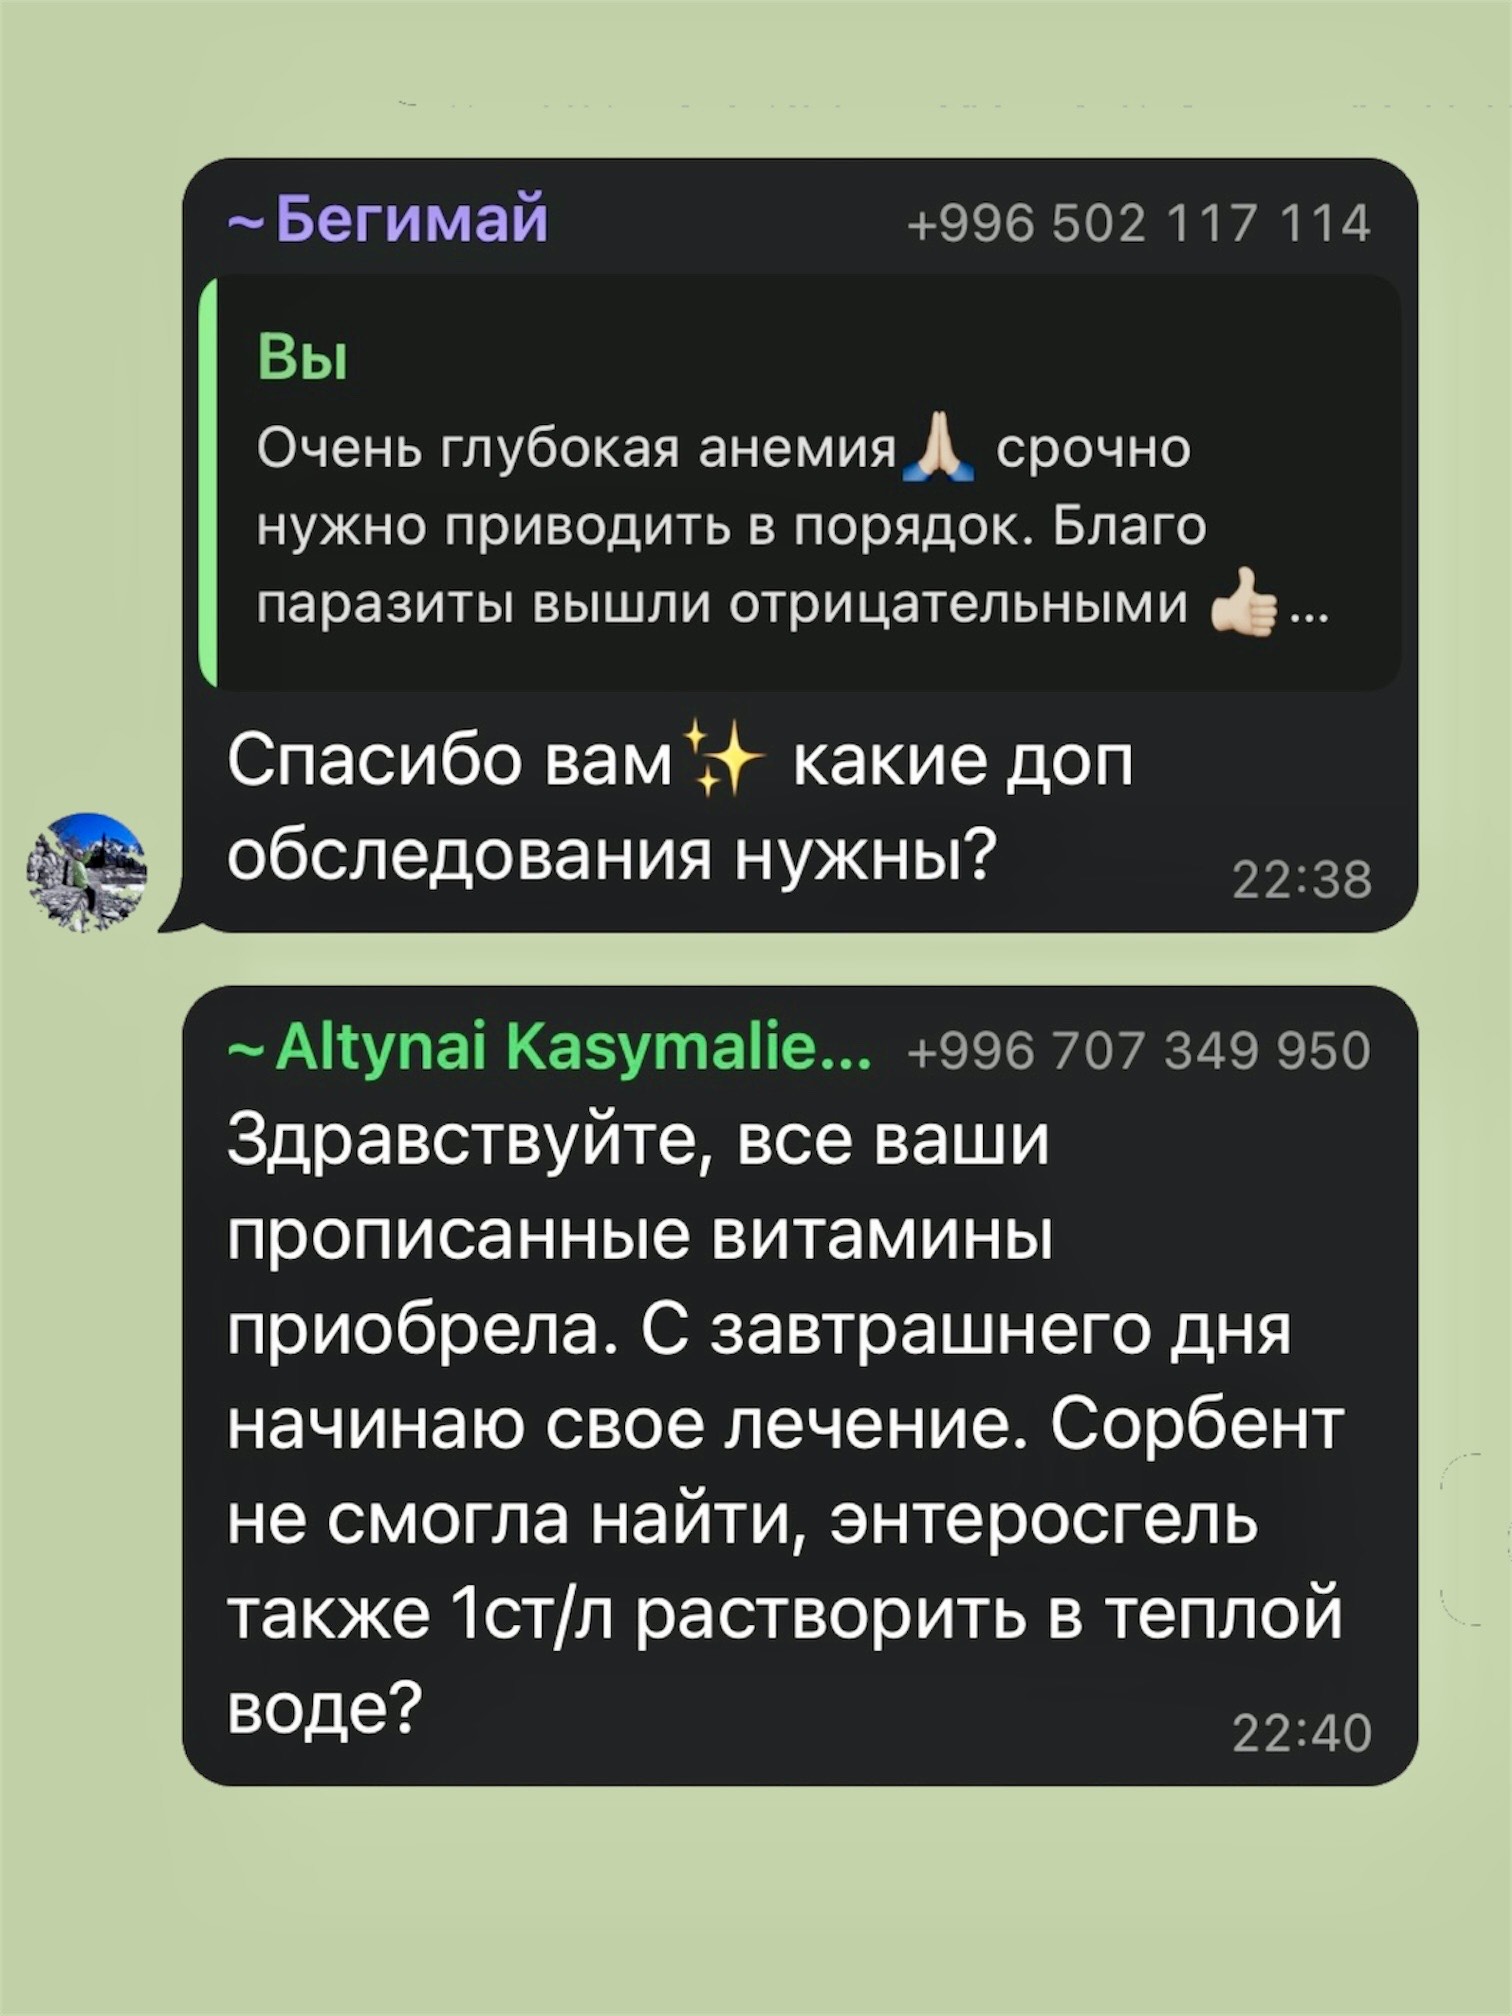 ~Бегимай +996 502 117 114
Вы
Очень глубокая анемия🙏🏻 срочно
нужно приводить в порядок. Благо
паразиты вышли отрицательными 👍🏻...
Спасибо вам✨ какие доп
обследования нужны?
22:38
~Altynai Kasymalie... +996 707 349 950
Здравствуйте, все ваши
прописанные витамины
приобрела. С завтрашнего дня
начинаю свое лечение. Сорбент
не смогла найти, энтеросгель
также 1ст/л растворить в теплой
воде?
22:40